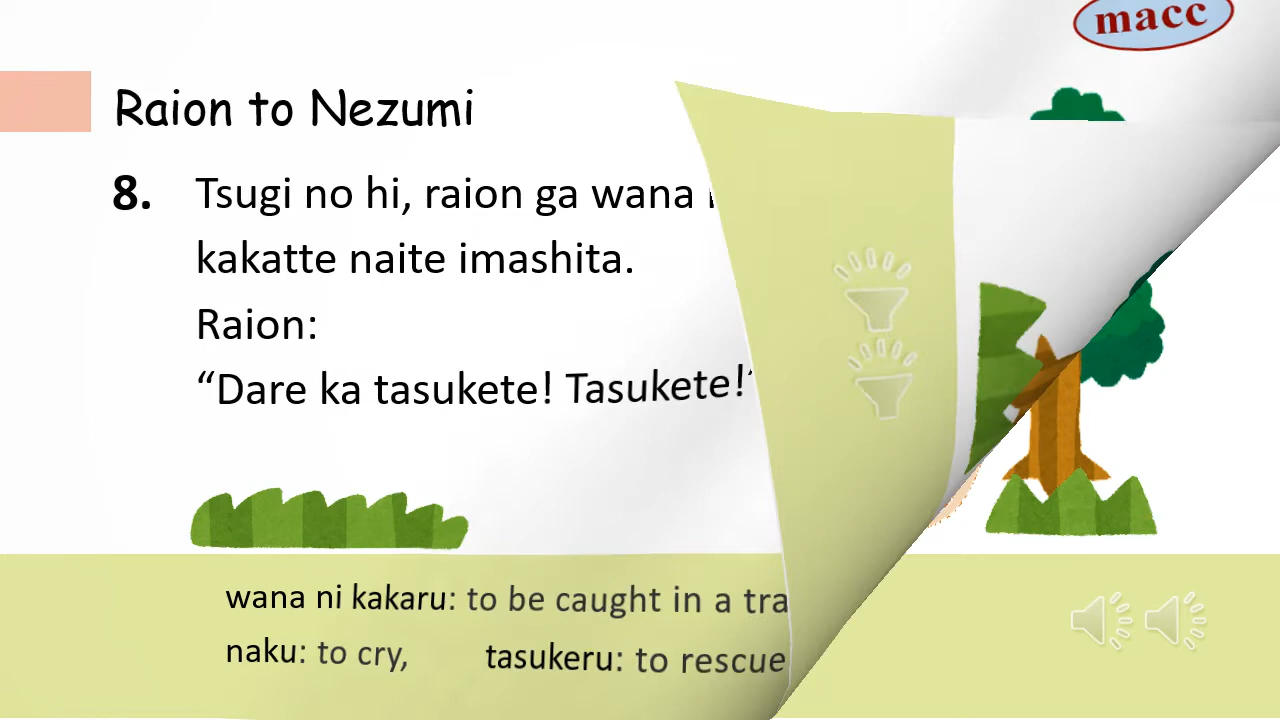 macc
Raion to Nezumi
8. Tsugi no hi, raion ga wana
kakatte naite imashita.
Raion:
“Dare ka tasukete! Tasukete!”
wana ni kakaru: to be caught in a
naku: to cry, tasukeru: to rescue